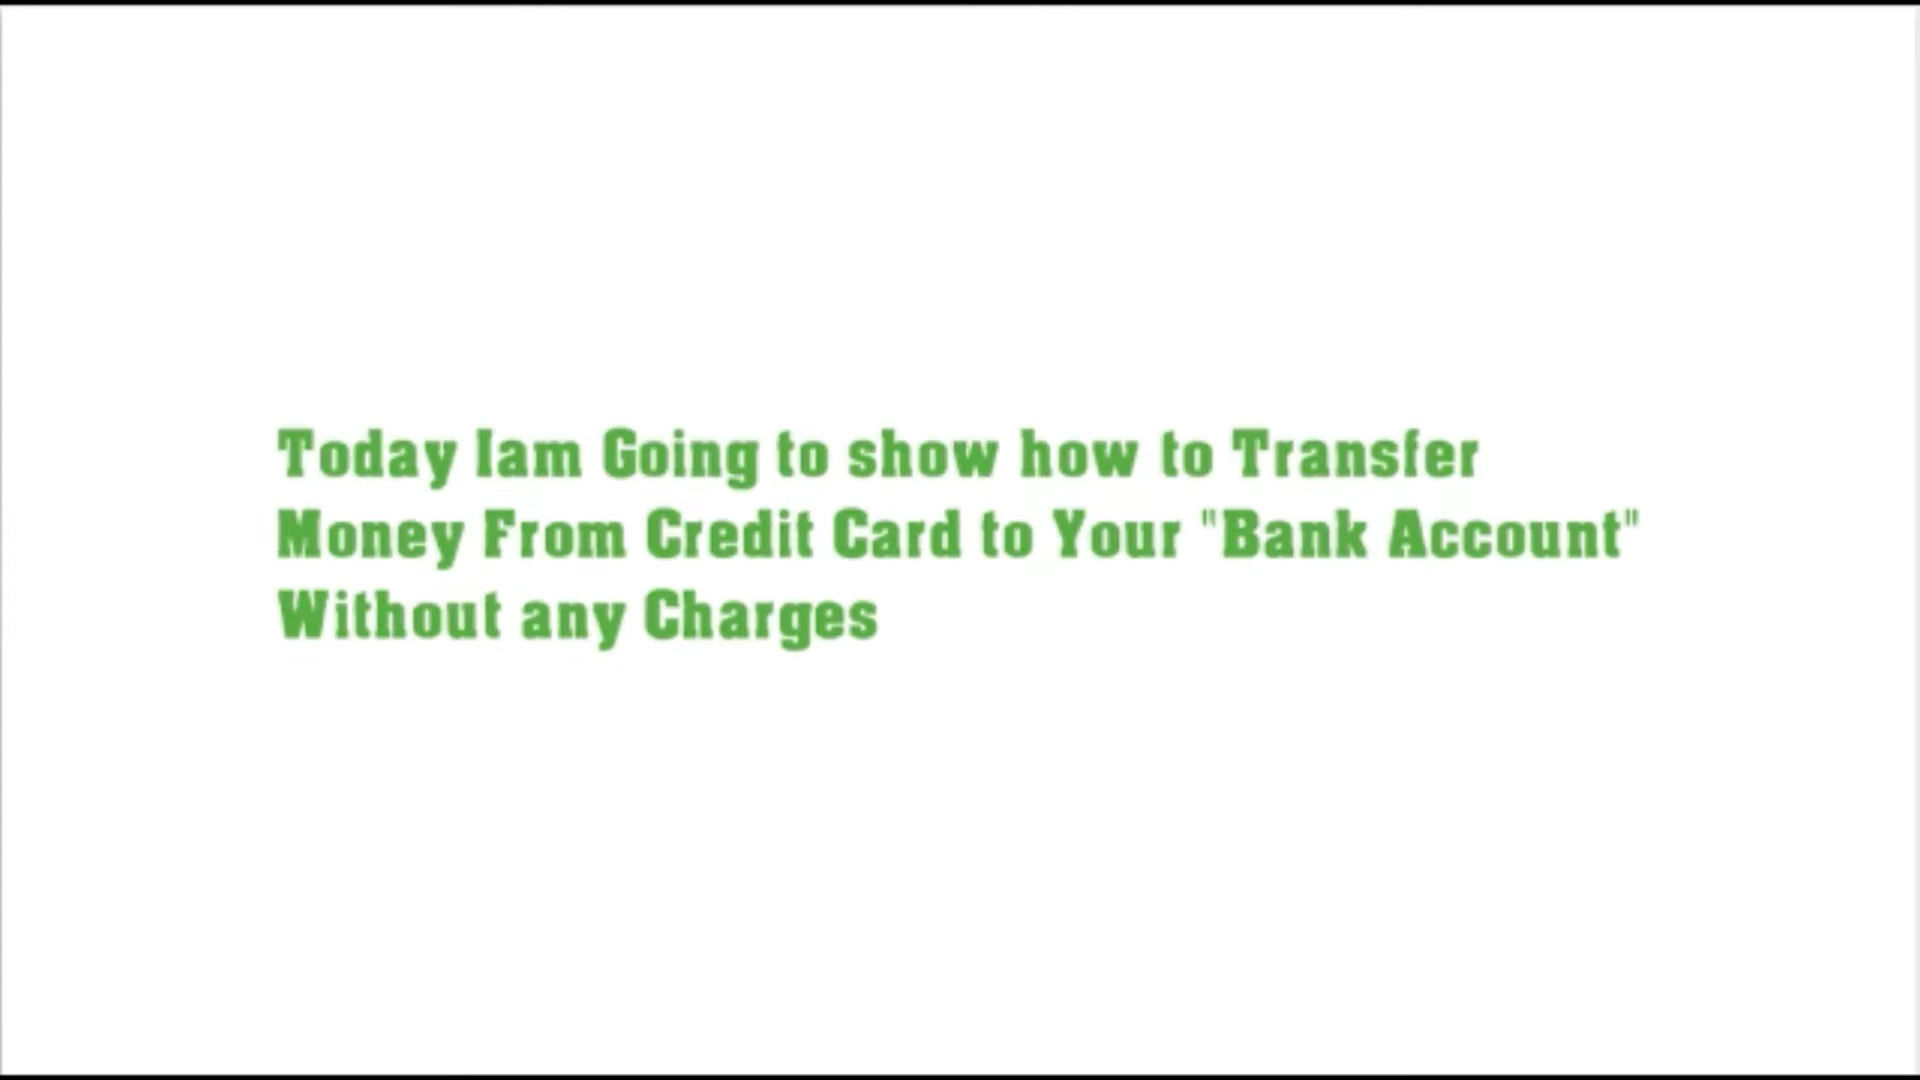 Today Iam Going to show how to Transfer
Money From Credit Card to Your "Bank Account"
Without any Charges